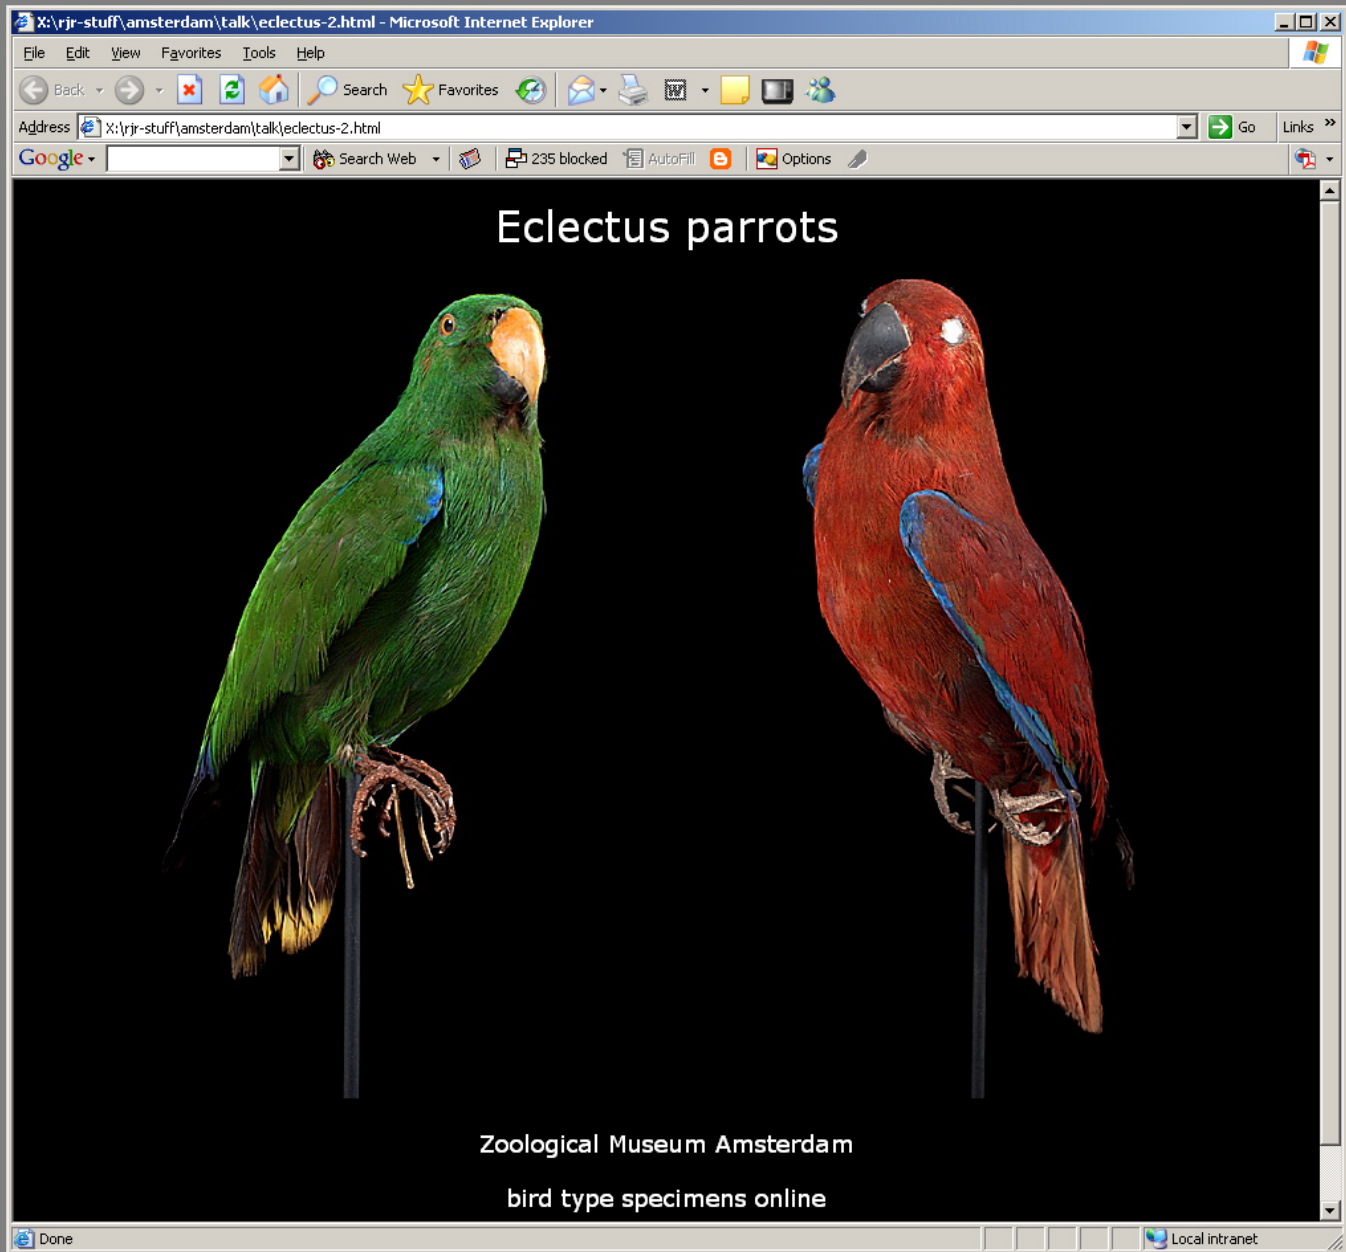 X:\rjr-stuff\amsterdam\talk\eclectus-2.html - Microsoft Internet Explorer
File Edit View Favorites Tools Help
Back Search Favorites
Address X:\rjr-stuff\amsterdam\talk\eclectus-2.html Go Links »
Google Search Web 235 blocked AutoFill Options
Eclectus parrots
Zoological Museum Amsterdam
bird type specimens online
Done Local intranet